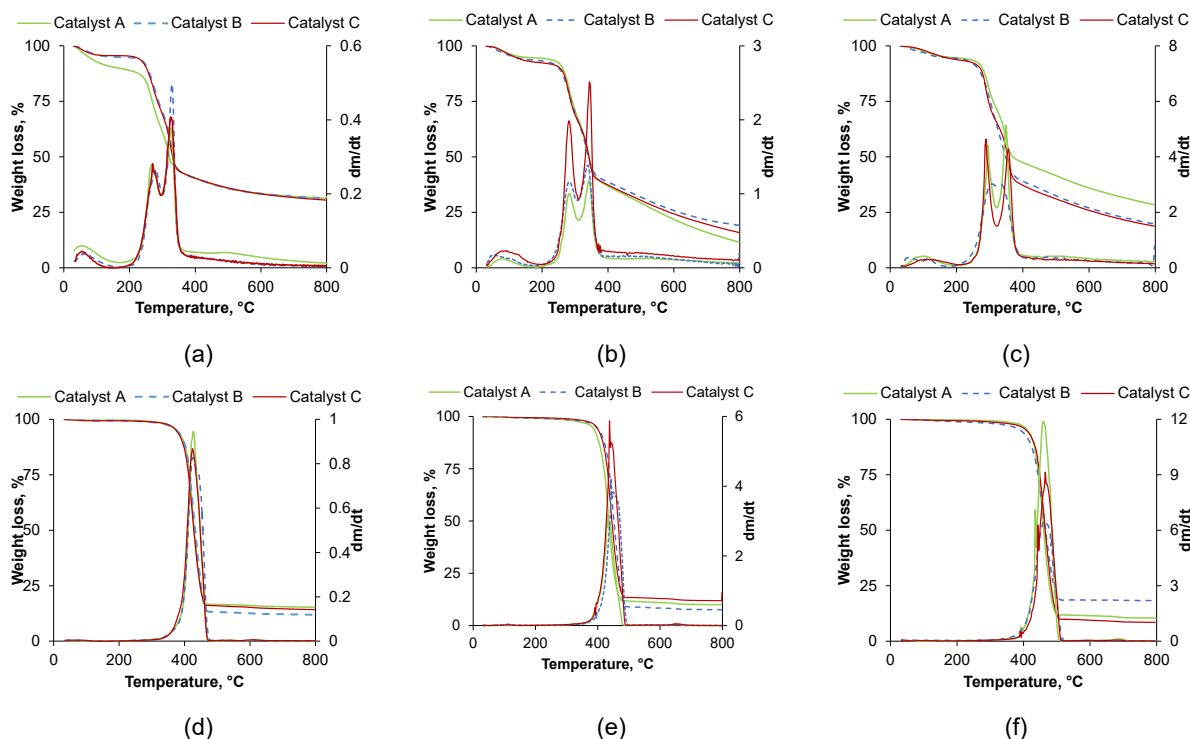 Catalyst A Catalyst B Catalyst C
100
75
50
25
0
Weight loss, %
0.6
0.4
0.2
0
dm/dt
0 200 400 600 800
Temperature, °C
(a)
Catalyst A Catalyst B Catalyst C
100
75
50
25
0
Weight loss, %
3
2
1
0
dm/dt
0 200 400 600 800
Temperature, °C
(b)
Catalyst A Catalyst B Catalyst C
100
75
50
25
0
Weight loss, %
8
6
4
2
0
dm/dt
0 200 400 600 800
Temperature, °C
(c)
Catalyst A Catalyst B Catalyst C
100
75
50
25
0
Weight loss, %
1
0.8
0.6
0.4
0.2
0
dm/dt
0 200 400 600 800
Temperature, °C
(d)
Catalyst A Catalyst B Catalyst C
100
75
50
25
0
Weight loss, %
6
4
2
0
dm/dt
0 200 400 600 800
Temperature, °C
(e)
Catalyst A Catalyst B Catalyst C
100
75
50
25
0
Weight loss, %
12
9
6
3
0
dm/dt
0 200 400 600 800
Temperature, °C
(f)